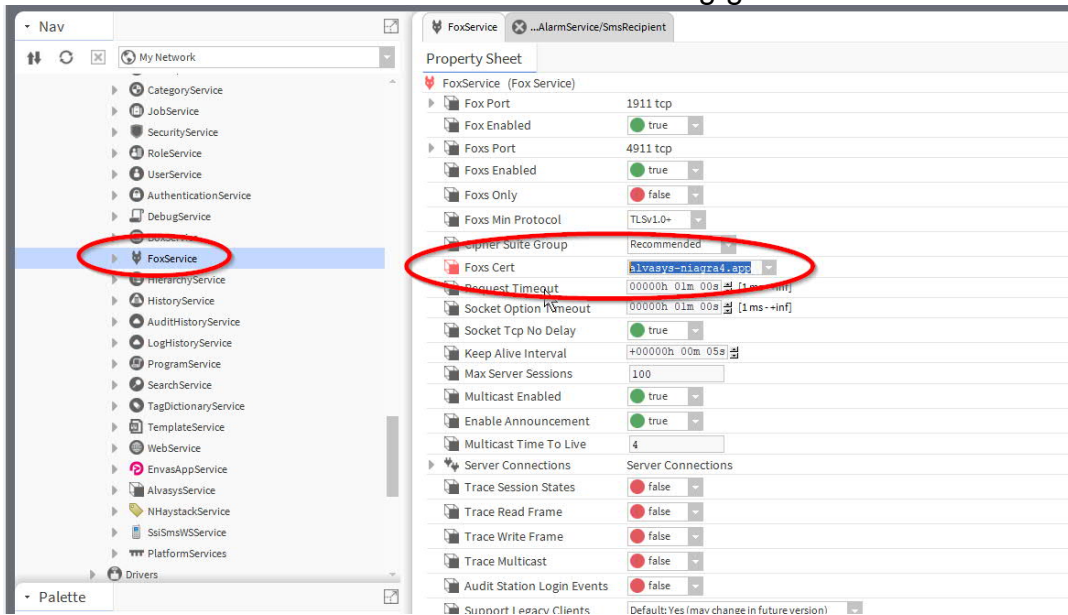 Nav
My Network
CategoryService
JobService
SecurityService
RoleService
UserService
AuthenticationService
DebugService
BoxService
FoxService
HierarchyService
HistoryService
AuditHistoryService
LogHistoryService
ProgramService
SearchService
TagDictionaryService
TemplateService
WebService
EnvasAppService
AlvasysService
NHaystackService
SsiSmsWSService
PlatformServices
Drivers
Palette
FoxService ...AlarmService/SmsRecipient
Property Sheet
FoxService (Fox Service)
Fox Port 1911 tcp
Fox Enabled true
Foxs Port 4911 tcp
Foxs Enabled true
Foxs Only false
Foxs Min Protocol TLSv1.0+
Cipher Suite Group Recommended
Foxs Cert alvasys-niagra4.app
Request Timeout 00000h 01m 00s [1 ms - +inf]
Socket Option Timeout 00000h 01m 00s [1 ms - +inf]
Socket Tcp No Delay true
Keep Alive Interval +00000h 00m 05s
Max Server Sessions 100
Multicast Enabled true
Enable Announcement true
Multicast Time To Live 4
Server Connections Server Connections
Trace Session States false
Trace Read Frame false
Trace Write Frame false
Trace Multicast false
Audit Station Login Events false
Support Legacy Clients Default: Yes (may change in future version)